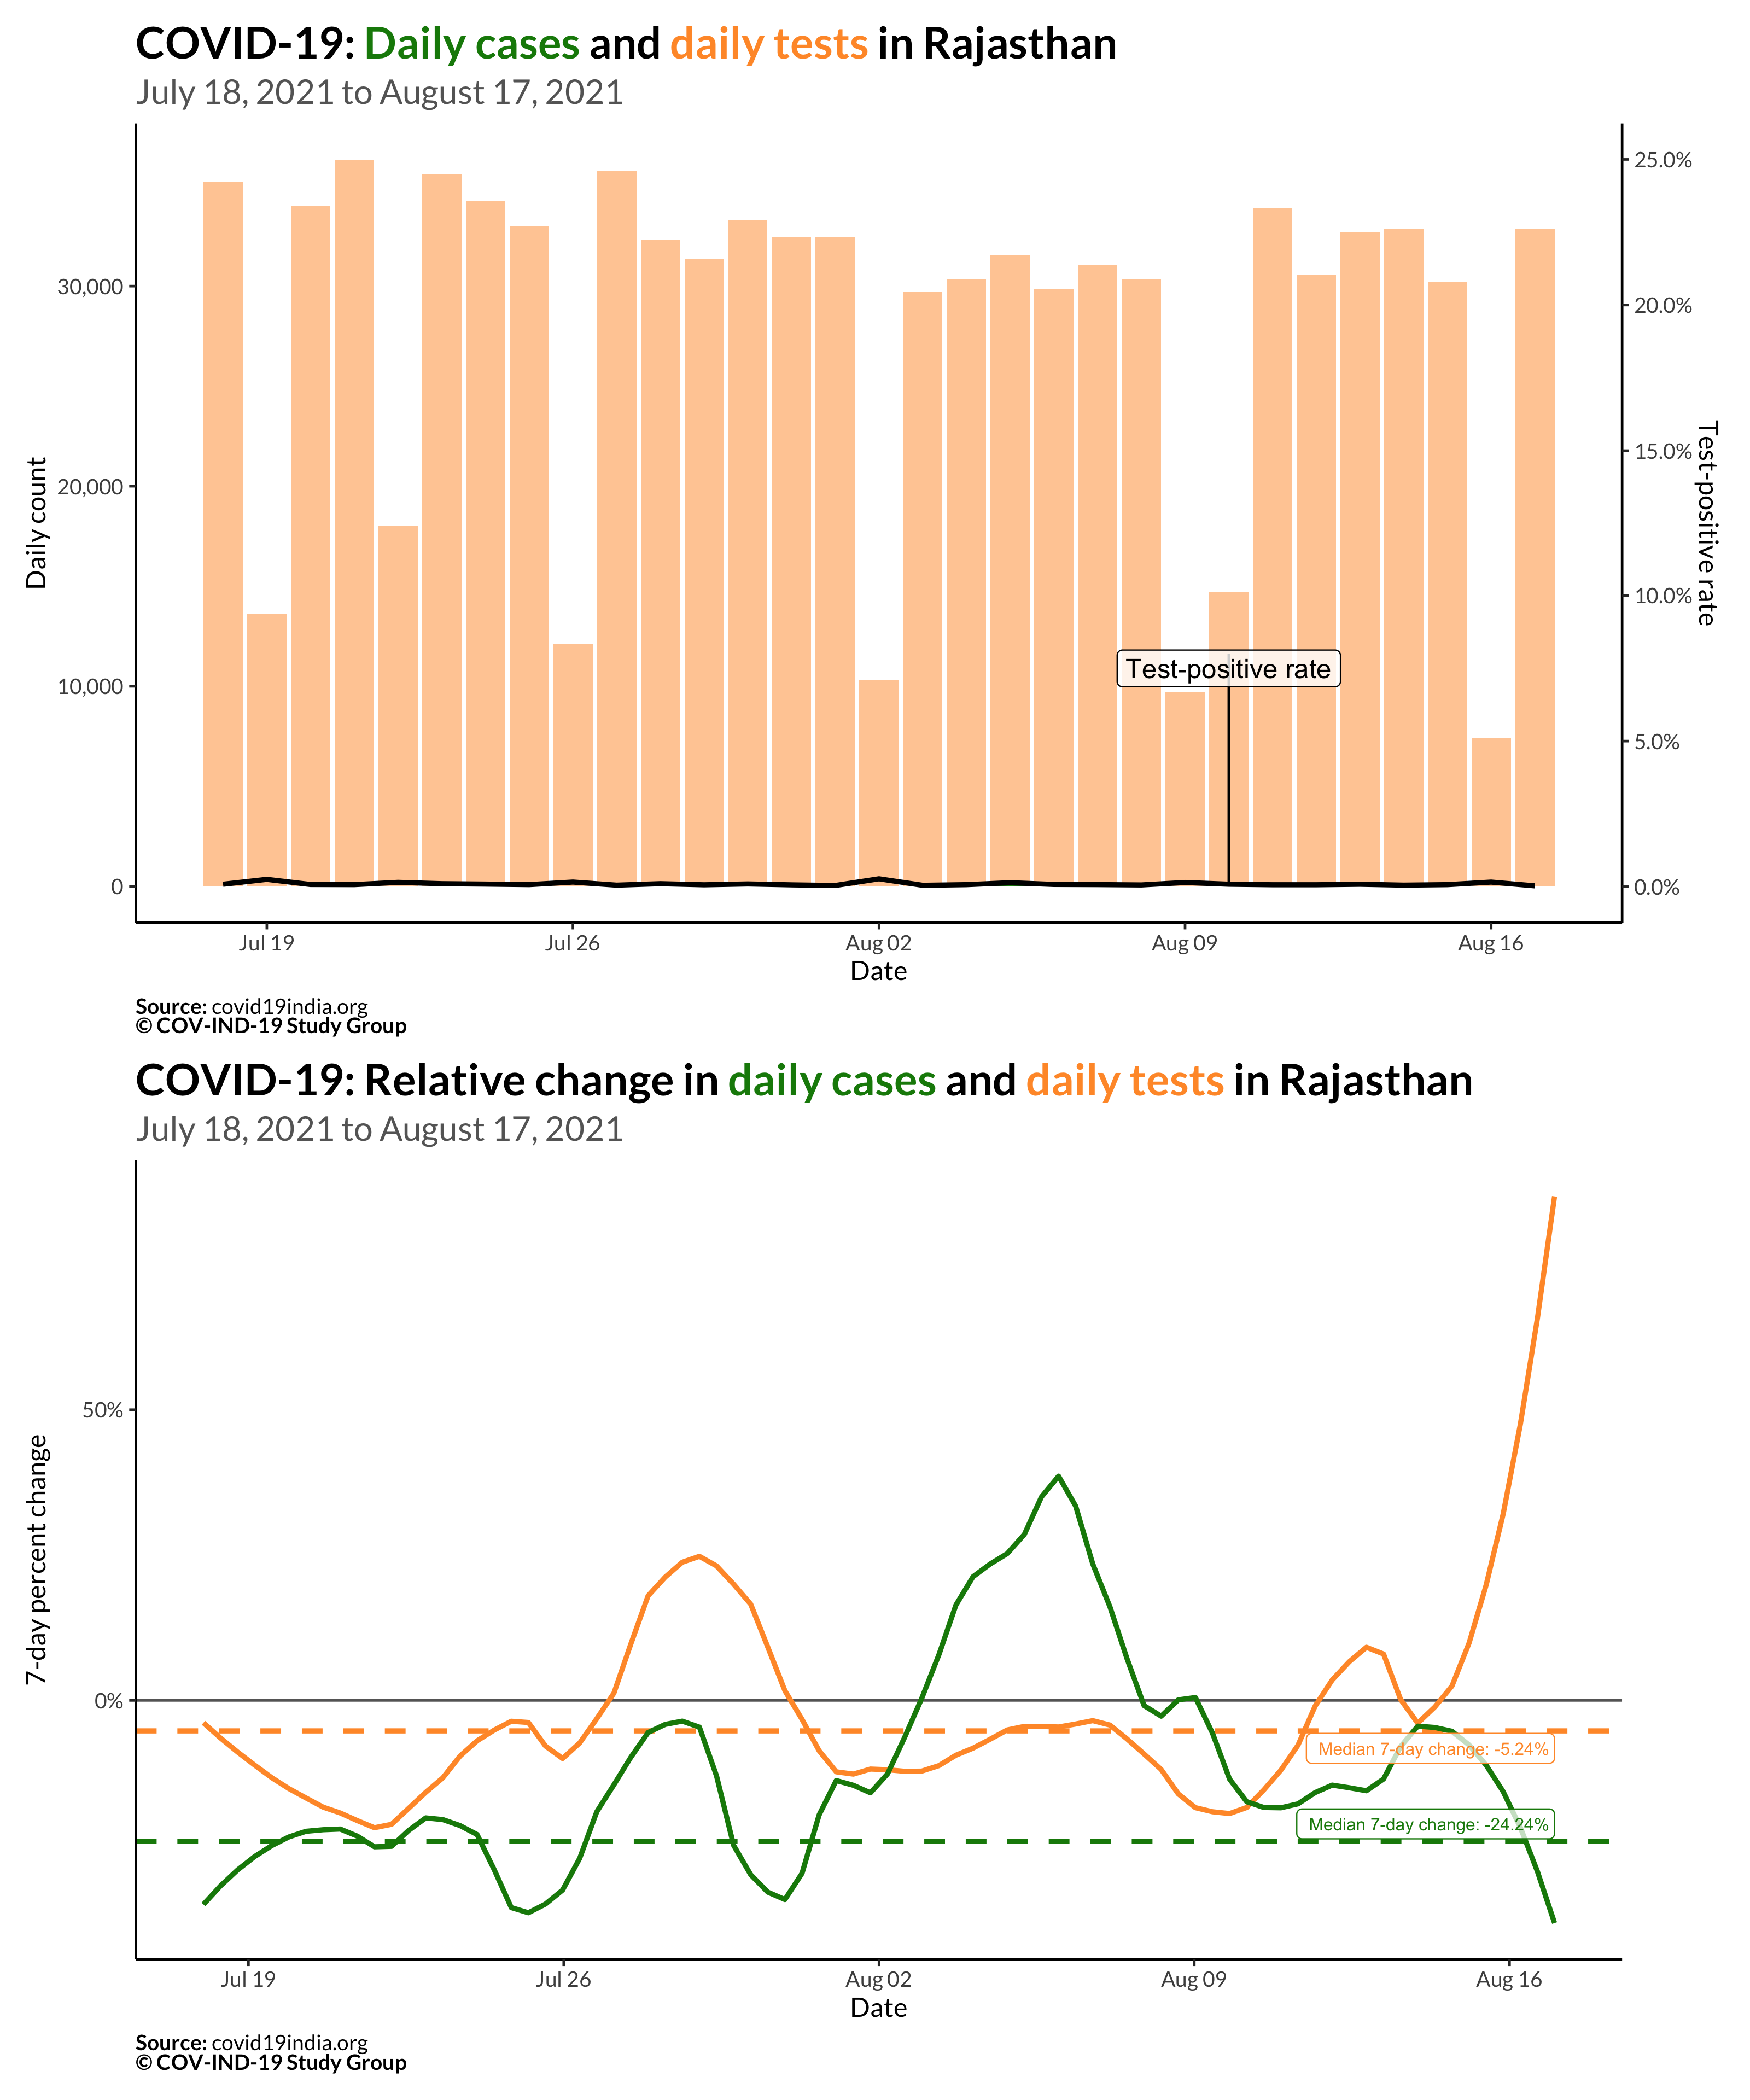 COVID-19: Daily cases and daily tests in Rajasthan
July 18, 2021 to August 17, 2021
Daily count
30,000
20,000
10,000
0
25.0%
20.0%
15.0%
10.0%
5.0%
0.0%
Test-positive rate
Test-positive rate
Jul 19
Jul 26
Aug 02
Aug 09
Aug 16
Date
Source: covid19india.org
© COV-IND-19 Study Group
COVID-19: Relative change in daily cases and daily tests in Rajasthan
July 18, 2021 to August 17, 2021
7-day percent change
50%
0%
Median 7-day change: -5.24%
Median 7-day change: -24.24%
Jul 19
Jul 26
Aug 02
Aug 09
Aug 16
Date
Source: covid19india.org
© COV-IND-19 Study Group